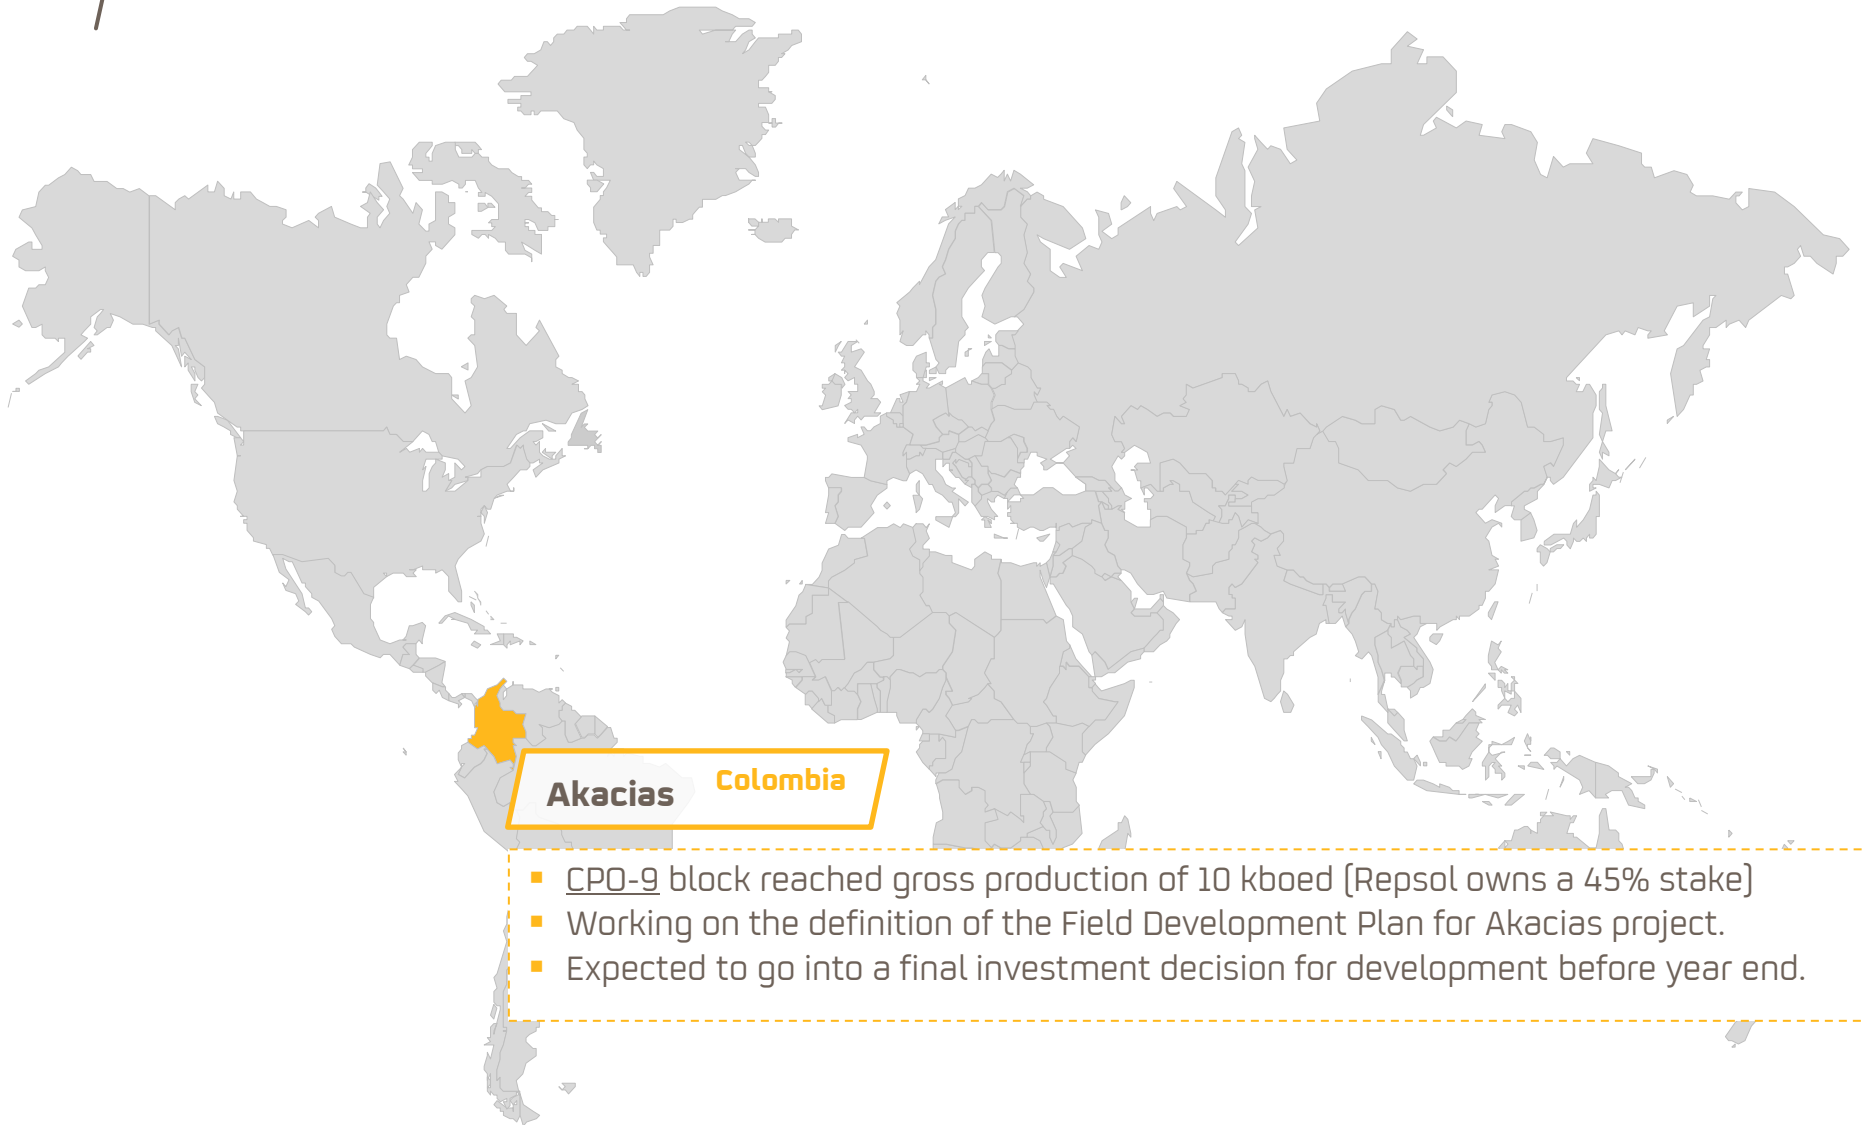 Akacias Colombia
▪ CPO-9 block reached gross production of 10 kboed (Repsol owns a 45% stake)
▪ Working on the definition of the Field Development Plan for Akacias project.
▪ Expected to go into a final investment decision for development before year end.